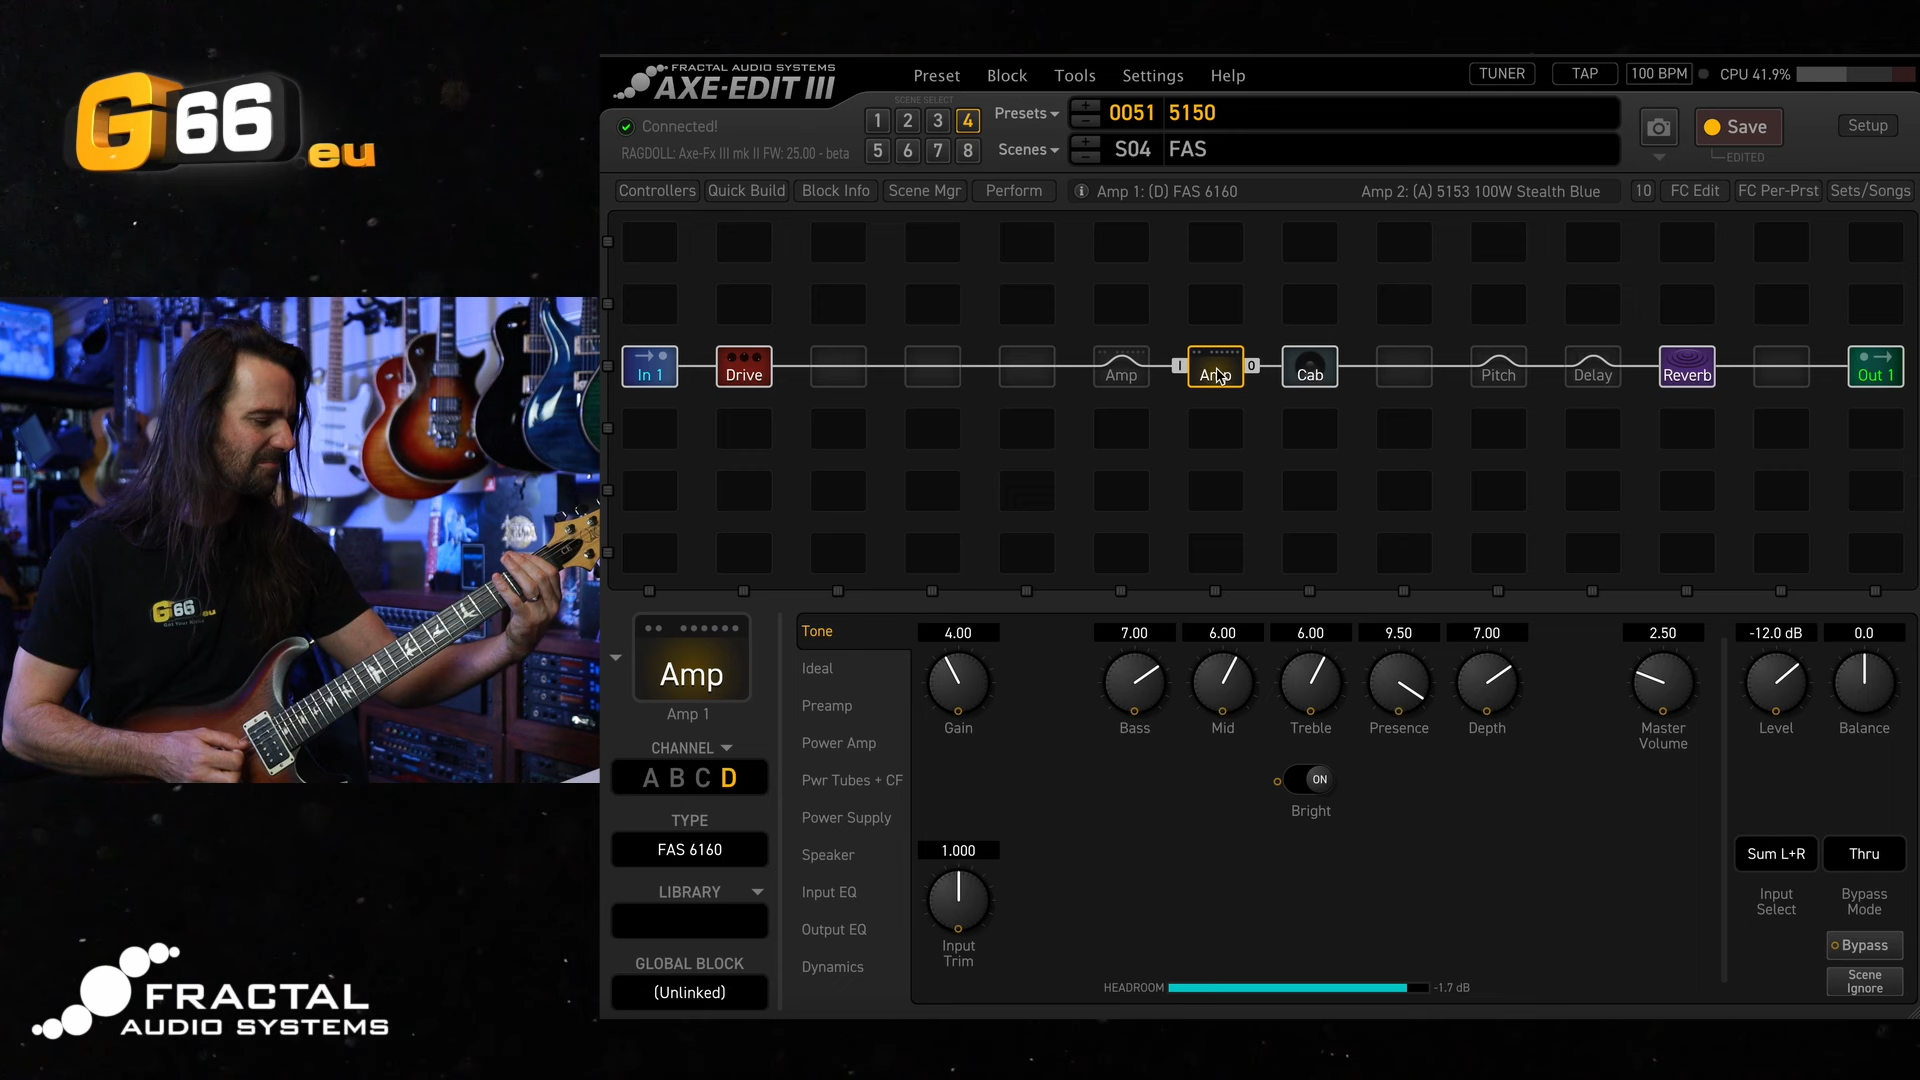 G66.eu
FRACTAL AUDIO SYSTEMS
AXE-EDIT III
Preset Block Tools Settings Help
TUNER TAP 100 BPM CPU 41.9%
Connected!
RAGDOLL: Axe-Fx III mk II FW: 25.00 - beta
SCENE SELECT
1 2 3 4
5 6 7 8
Presets + - 0051 5150
Scenes + - S04 FAS
Save
EDITED
Setup
Controllers Quick Build Block Info Scene Mgr Perform
Amp 1: (D) FAS 6160 Amp 2: (A) 5153 100W Stealth Blue
10 FC Edit FC Per-Prst Sets/Songs
In 1 Drive Amp I Amp O Cab Pitch Delay Reverb Out 1
G66.eu
CE
Amp
Amp 1
CHANNEL
A B C D
TYPE
FAS 6160
LIBRARY
GLOBAL BLOCK
(Unlinked)
Tone
Ideal
Preamp
Power Amp
Pwr Tubes + CF
Power Supply
Speaker
Input EQ
Output EQ
Dynamics
4.00 7.00 6.00 6.00 9.50 7.00 2.50 -12.0 dB 0.0
Gain Bass Mid Treble Presence Depth Master Volume Level Balance
ON
Bright
1.000
Input Trim
Sum L+R Thru
Input Select Bypass Mode
Bypass
Scene Ignore
HEADROOM -1.7 dB
FRACTAL
AUDIO SYSTEMS